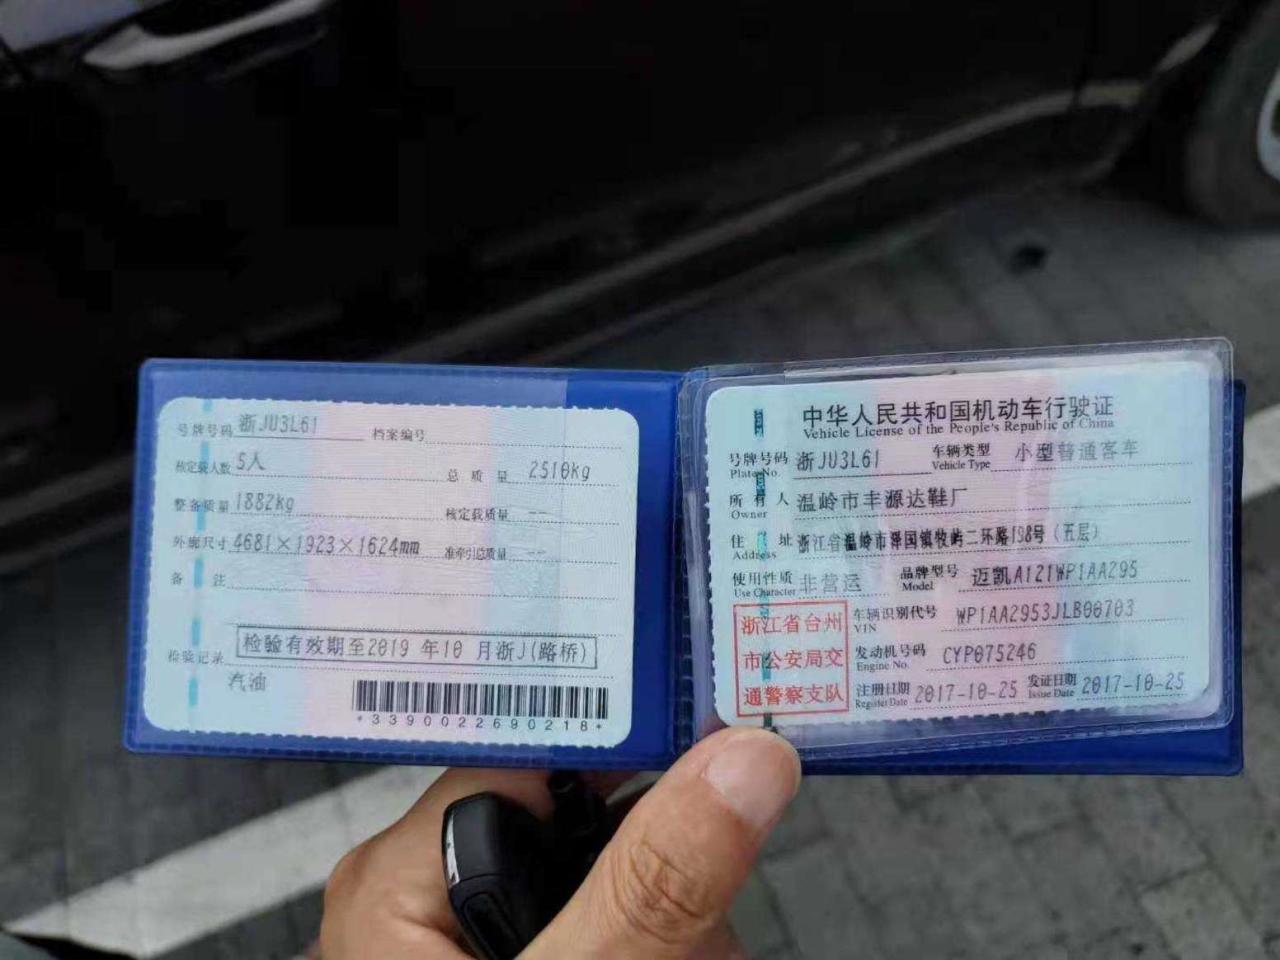 号牌号码 浙JU3L61 档案编号
核定载人数 5人 总质量 2510kg
整备质量 1882kg 核定载质量 --
外廓尺寸 4681×1923×1624mm 准牵引总质量 --
备注
检验记录 检验有效期至2019年10月浙J(路桥)
汽油
*3390022690218*
中华人民共和国机动车行驶证
Vehicle License of the People's Republic of China
号牌号码 浙JU3L61 车辆类型 小型普通客车
Plate No. Vehicle Type
所有人 温岭市丰源达鞋厂
Owner
住址 浙江省温岭市泽国镇牧屿二环路198号(五层)
Address
使用性质 非营运 品牌型号 迈凯A121WP1AA295
Use Character Model
浙江省台州
市公安局交
通警察支队
车辆识别代号 WP1AA2953JLB00703
VIN
发动机号码 CYP075246
Engine No.
注册日期 2017-10-25 发证日期 2017-10-25
Register Date Issue Date